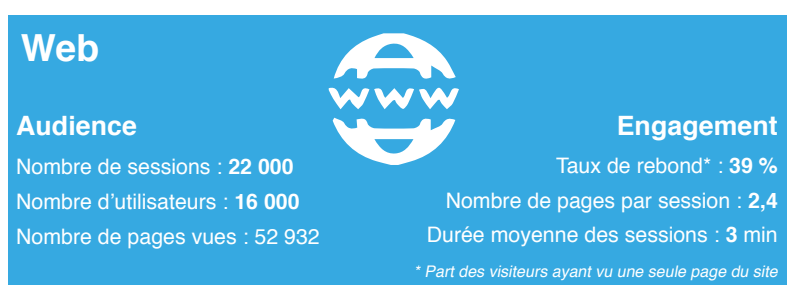 Web
www
Audience
Nombre de sessions : 22 000
Nombre d'utilisateurs : 16 000
Nombre de pages vues : 52 932
Engagement
Taux de rebond* : 39 %
Nombre de pages par session : 2,4
Durée moyenne des sessions : 3 min
* Part des visiteurs ayant vu une seule page du site